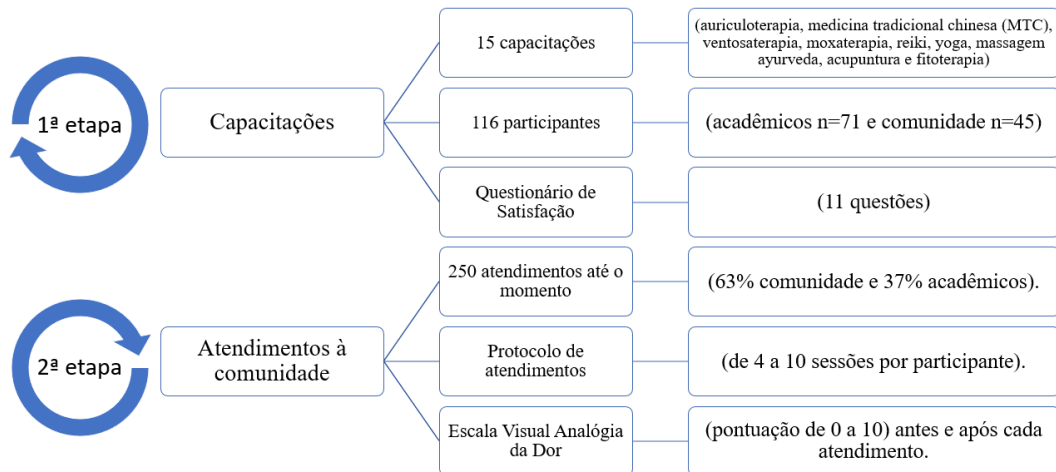 1ª etapa
Capacitações
15 capacitações
(auriculoterapia, medicina tradicional chinesa (MTC),
ventosaterapia, moxaterapia, reiki, yoga, massagem
ayurveda, acupuntura e fitoterapia)
116 participantes
(acadêmicos n=71 e comunidade n=45)
Questionário de
Satisfação
(11 questões)
2ª etapa
Atendimentos à
comunidade
250 atendimentos até o
momento
(63% comunidade e 37% acadêmicos).
Protocolo de
atendimentos
(de 4 a 10 sessões por participante).
Escala Visual Analógia
da Dor
(pontuação de 0 a 10) antes e após cada
atendimento.